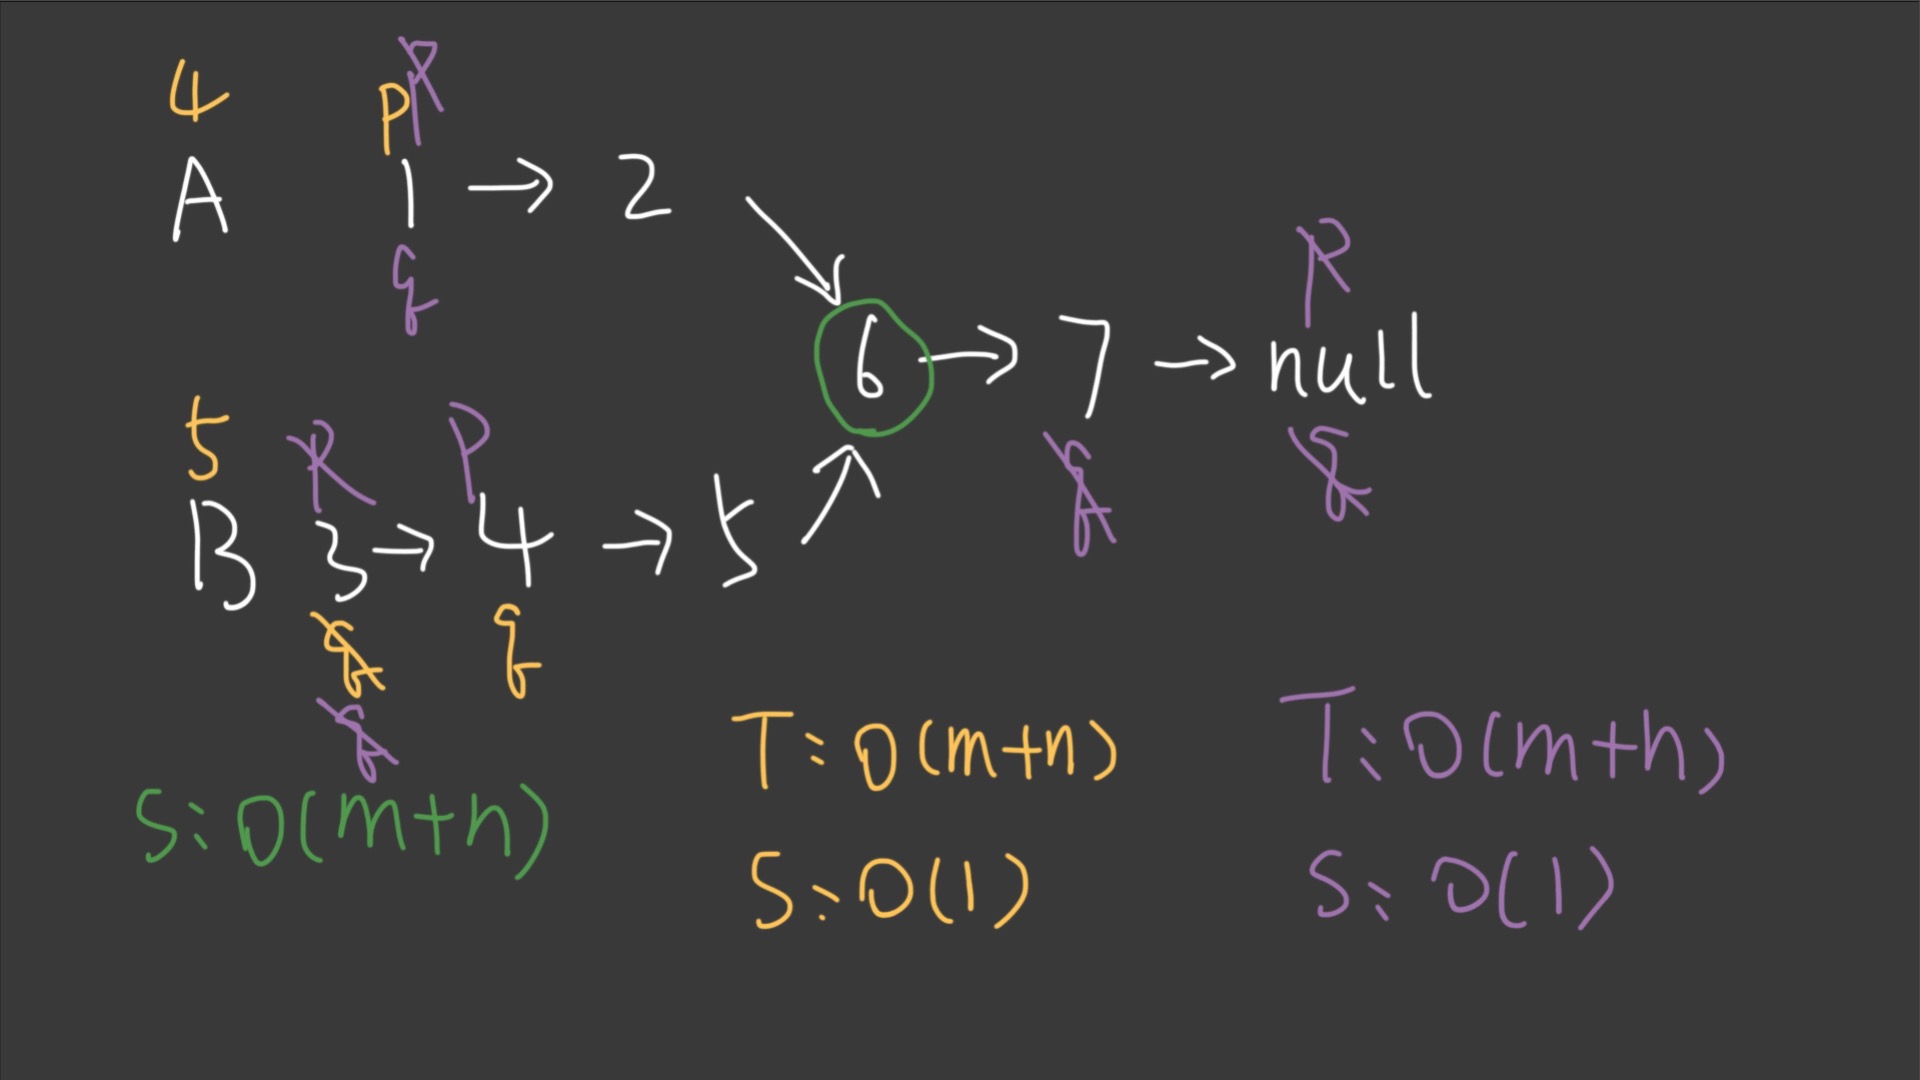 4 p p
A 1 → 2
q
p
6 → 7 → null
5 p p
q q
B 3 → 4 → 5
q q
q
T: O(m+n) T: O(m+n)
S: O(m+n)
S: O(1) S: O(1)